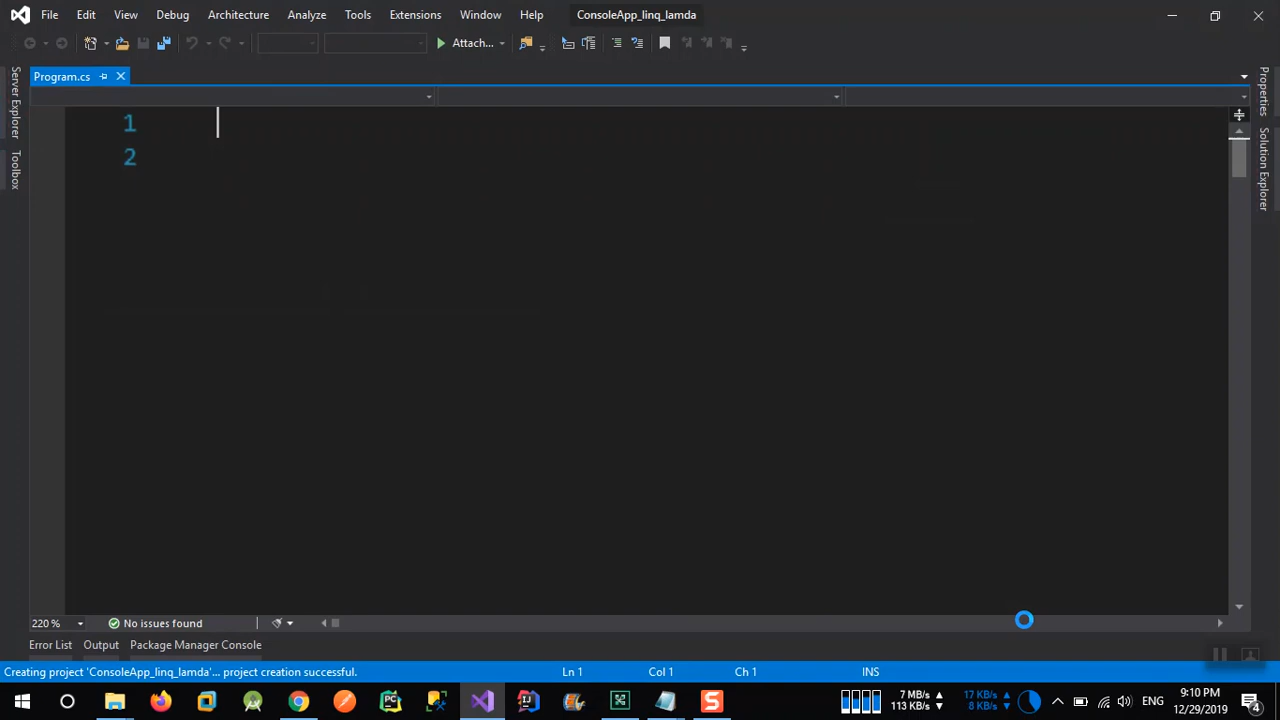 File Edit View Debug Architecture Analyze Tools Extensions Window Help ConsoleApp_linq_lamda
Attach...
Program.cs
Server Explorer
Toolbox
Properties
Solution Explorer
1
2
220 % No issues found
Error List Output Package Manager Console
Creating project 'ConsoleApp_linq_lamda'... project creation successful. Ln 1 Col 1 Ch 1 INS
PC
S
7 MB/s 17 KB/s
113 KB/s 8 KB/s
ENG
9:10 PM
12/29/2019
4